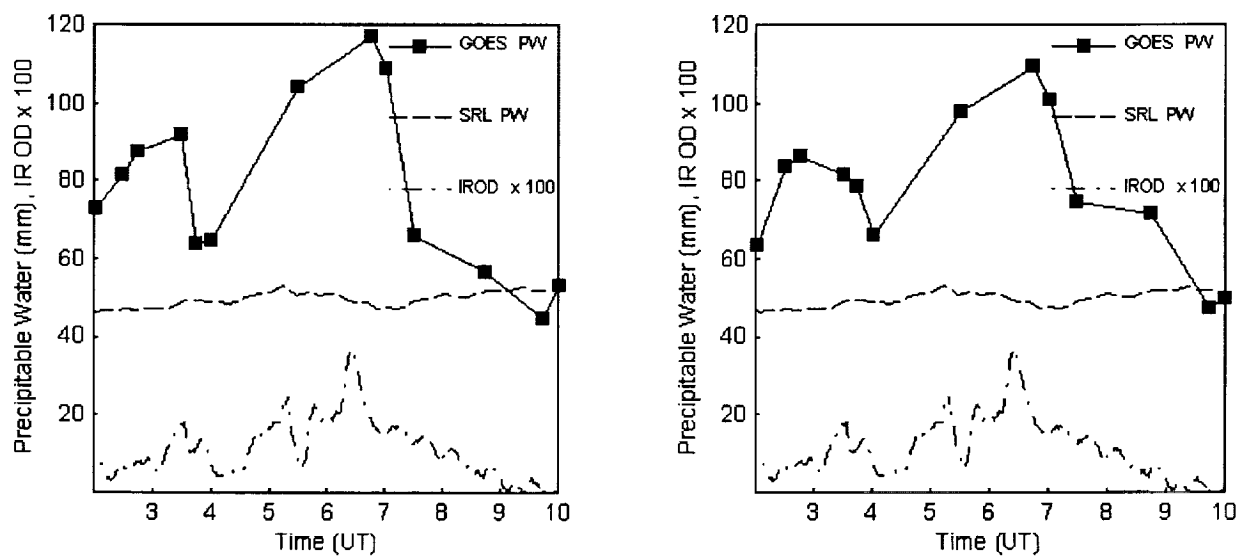 120
100
80
60
40
20
Precipitable Water (mm), IR OD x 100
GOES PW
SRL PW
IROD x 100
3 4 5 6 7 8 9 10
Time (UT)
120
100
80
60
40
20
Precipitable Water (mm), IR OD x 100
GOES PW
SRL PW
IROD x 100
3 4 5 6 7 8 9 10
Time (UT)